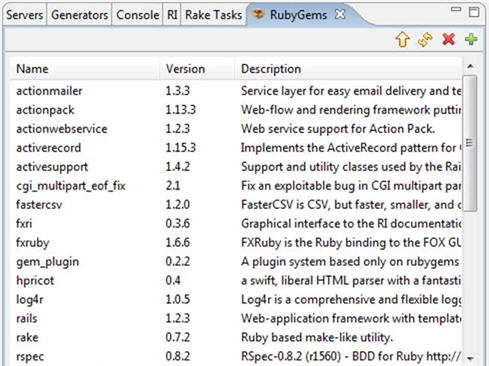 Servers Generators Console RI Rake Tasks RubyGems
Name Version Description
actionmailer 1.3.3 Service layer for easy email delivery and te
actionpack 1.13.3 Web-flow and rendering framework puttin
actionwebservice 1.2.3 Web service support for Action Pack.
activerecord 1.15.3 Implements the ActiveRecord pattern for
activesupport 1.4.2 Support and utility classes used by the Rai
cgi_multipart_eof_fix 2.1 Fix an exploitable bug in CGI multipart par
fastercsv 1.2.0 FasterCSV is CSV, but faster, smaller, and c
fxri 0.3.6 Graphical interface to the RI documentatio
fxruby 1.6.6 FXRuby is the Ruby binding to the FOX GU
gem_plugin 0.2.2 A plugin system based only on rubygems
hpricot 0.4 a swift, liberal HTML parser with a fantasti
log4r 1.0.5 Log4r is a comprehensive and flexible logg
rails 1.2.3 Web-application framework with templat
rake 0.7.2 Ruby based make-like utility.
rspec 0.8.2 RSpec-0.8.2 (r1560) - BDD for Ruby http://